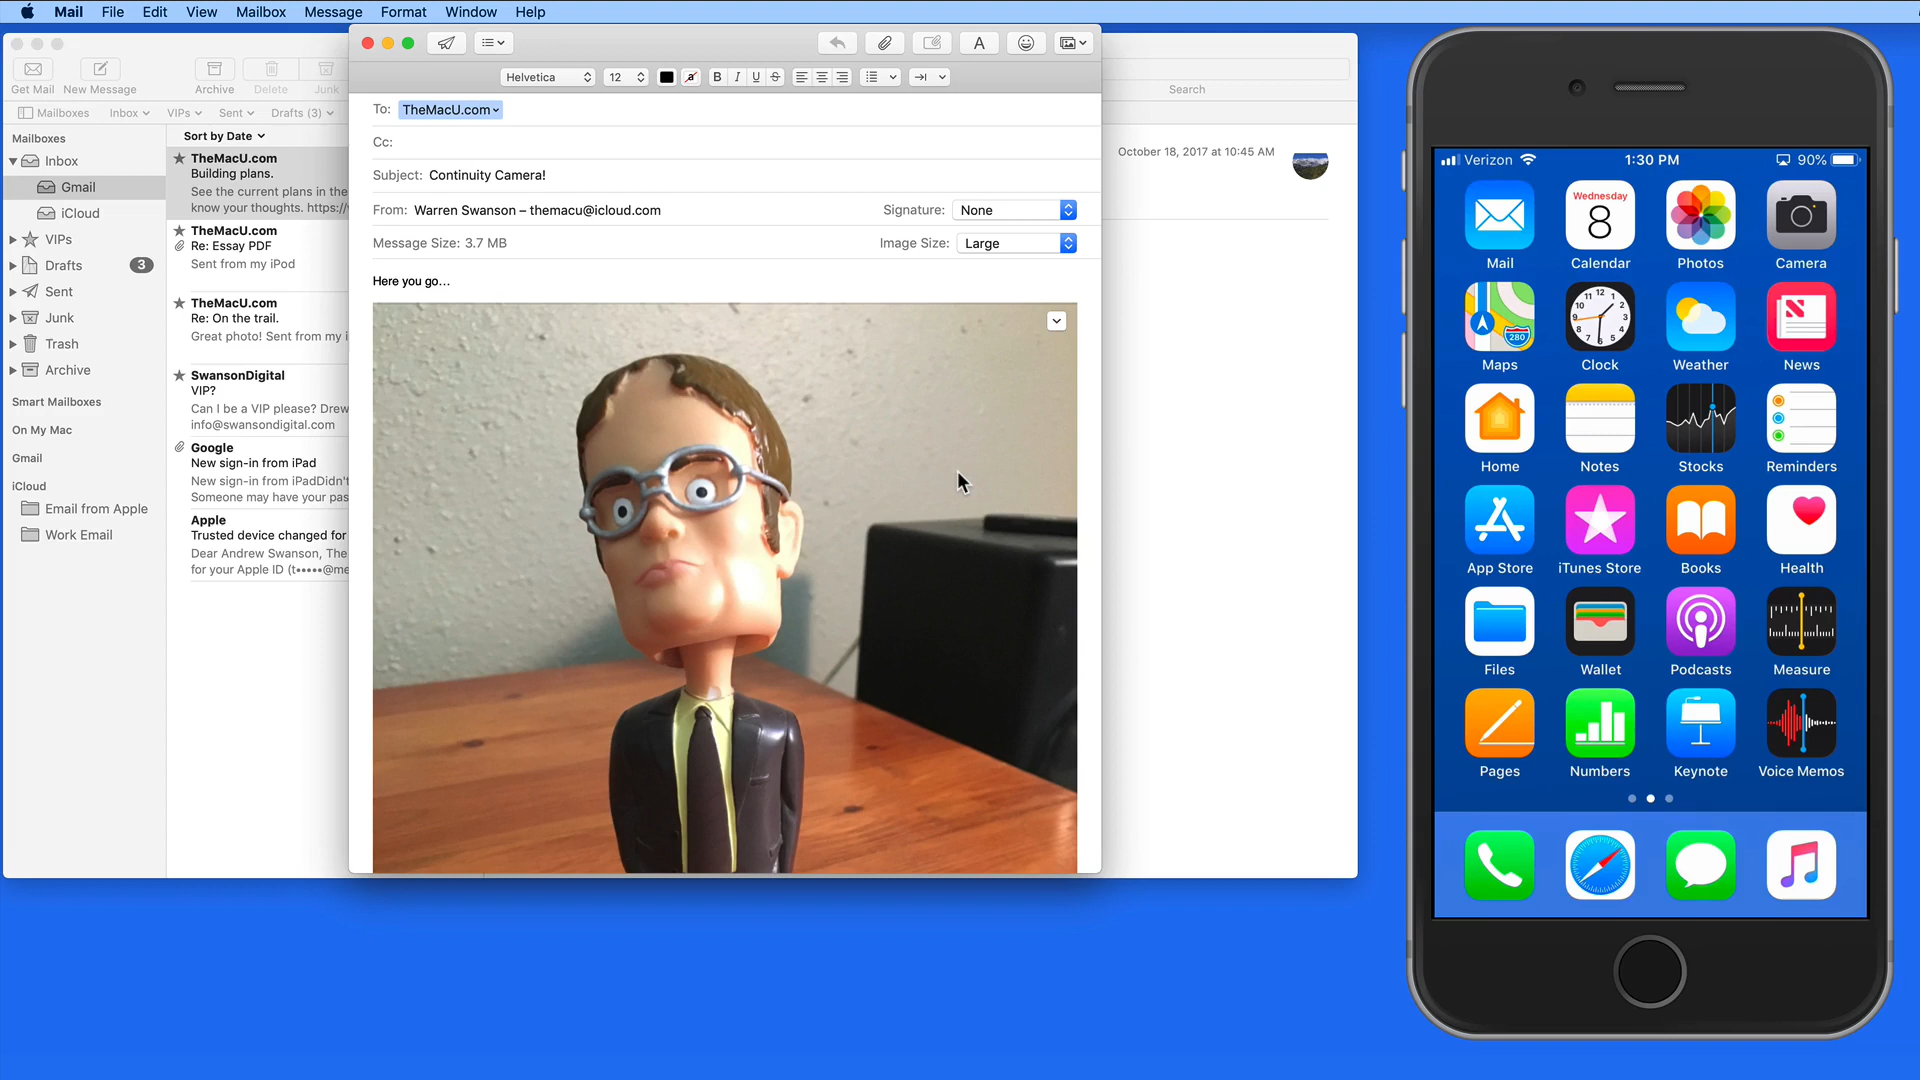 Mail File Edit View Mailbox Message Format Window Help
Get Mail New Message Archive Delete Junk Search
Mailboxes Inbox VIPs Sent Drafts (3)
Helvetica 12 a B I U S
A
Mailboxes
Inbox
Gmail
iCloud
VIPs
Drafts 3
Sent
Junk
Trash
Archive
Smart Mailboxes
On My Mac
Gmail
iCloud
Email from Apple
Work Email
Sort by Date
TheMacU.com
Building plans.
See the current plans in the
know your thoughts. https://
TheMacU.com
Re: Essay PDF
Sent from my iPod
TheMacU.com
Re: On the trail.
Great photo! Sent from my i
SwansonDigital
VIP?
Can I be a VIP please? Drew
info@swansondigital.com
Google
New sign-in from iPad
New sign-in from iPadDidn't
Someone may have your pas
Apple
Trusted device changed for
Dear Andrew Swanson, The
for your Apple ID (t•••••@me
To: TheMacU.com
Cc:
Subject: Continuity Camera!
From: Warren Swanson – themacu@icloud.com Signature: None
Message Size: 3.7 MB Image Size: Large
Here you go...
October 18, 2017 at 10:45 AM
Verizon 1:30 PM 90%
Wednesday
8
Mail Calendar Photos Camera
280
Maps Clock Weather News
Home Notes Stocks Reminders
App Store iTunes Store Books Health
Files Wallet Podcasts Measure
Pages Numbers Keynote Voice Memos